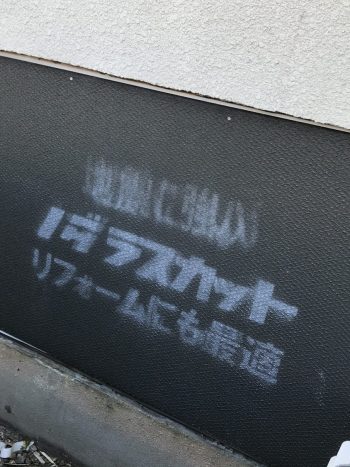 地震に強い
ノダラスカット
リフォームにも最適